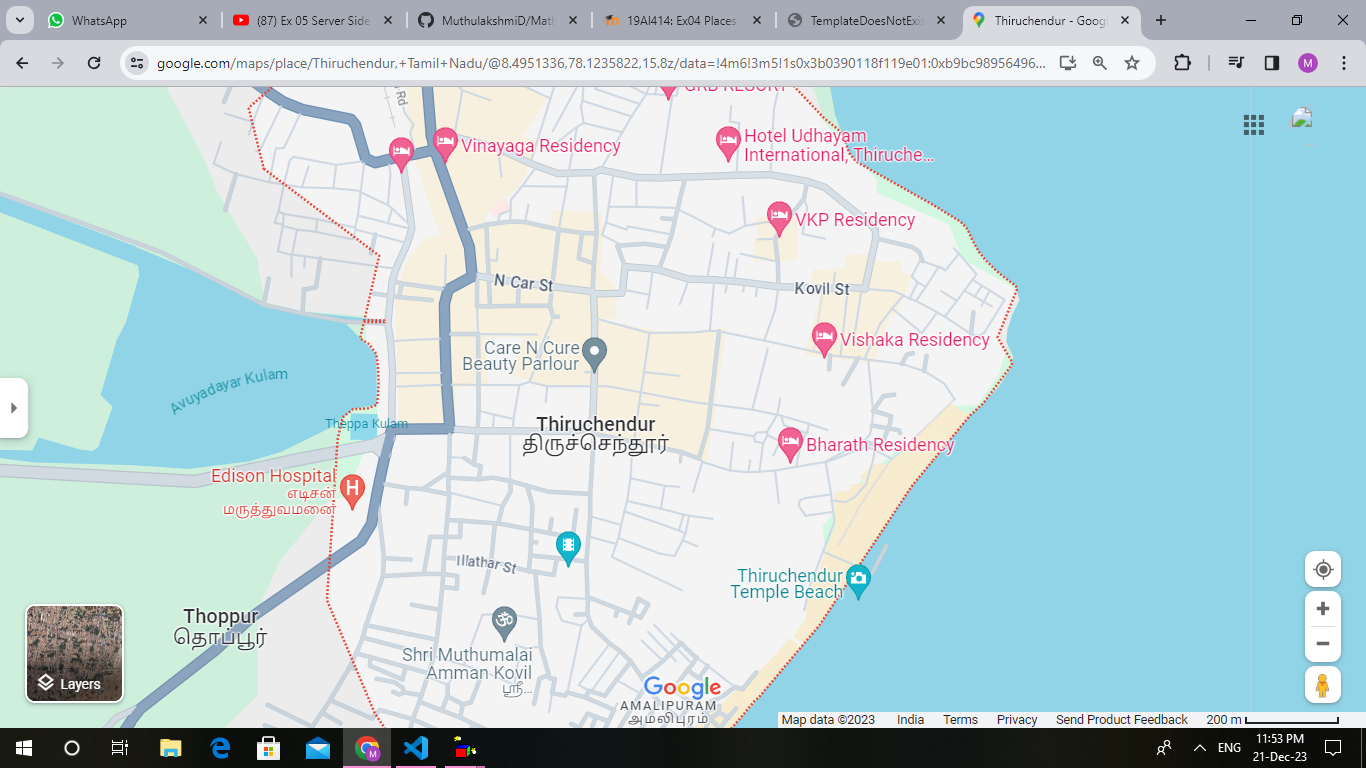 WhatsApp
(87) Ex 05 Server Side
MuthulakshmiD/Math
19AI414: Ex04 Places
TemplateDoesNotExis
Thiruchendur - Googl
google.com/maps/place/Thiruchendur,+Tamil+Nadu/@8.4951336,78.1235822,15.8z/data=!4m6!3m5!1s0x3b0390118f119e01:0xb9bc98956496...
M
GRB RESORT
Rd
Hotel Udhayam
International, Thiruche...
Vinayaga Residency
VKP Residency
N Car St
Kovil St
Vishaka Residency
Care N Cure
Beauty Parlour
Avuyadayar Kulam
Theppa Kulam
Thiruchendur
திருச்செந்தூர்
Bharath Residency
Edison Hospital
எடிசன்
மருத்துவமனை
H
Illathar St
Thiruchendur
Temple Beach
Thoppur
தொப்பூர்
Shri Muthumalai
Amman Kovil
ஸ்ரீ...
Layers
Google
AMALIPURAM
அமலிபுரம்
Map data ©2023 India Terms Privacy Send Product Feedback 200 m
M
ENG
11:53 PM
21-Dec-23